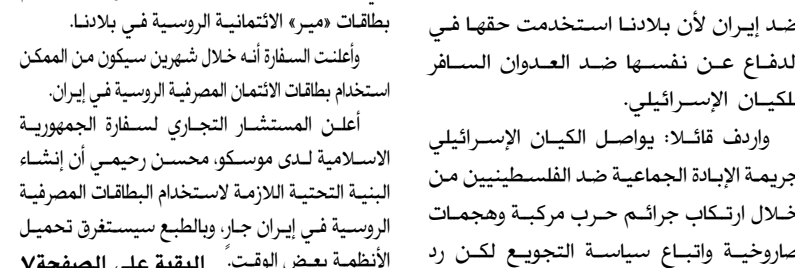 ضد إيران لأن بلادنا استخدمت حقها في
لدفاع عن نفسها ضد العدوان السافر
للكيان الإسرائيلي.
واردف قائلا: يواصل الكيان الإسرائيلي
جريمة الإبادة الجماعية ضد الفلسطينيين من
خلال ارتكاب جرائم حرب مركبة وهجمات
صاروخية واتباع سياسة التجويع لكن رد
بطاقات «مير» الائتمانية الروسية في بلادنا.
وأعلنت السفارة أنه خلال شهرين سيكون من الممكن
استخدام بطاقات الائتمان المصرفية الروسية في إيران.
أعلن المستشار التجاري لسفارة الجمهورية
الاسلامية لدى موسكو، محسن رحيمي أن إنشاء
البنية التحتية اللازمة لاستخدام البطاقات المصرفية
الروسية في إيران جارٍ، وبالطبع سيستغرق تحميل
الأنظمة بعض الوقت. البقية على الصفحة٧